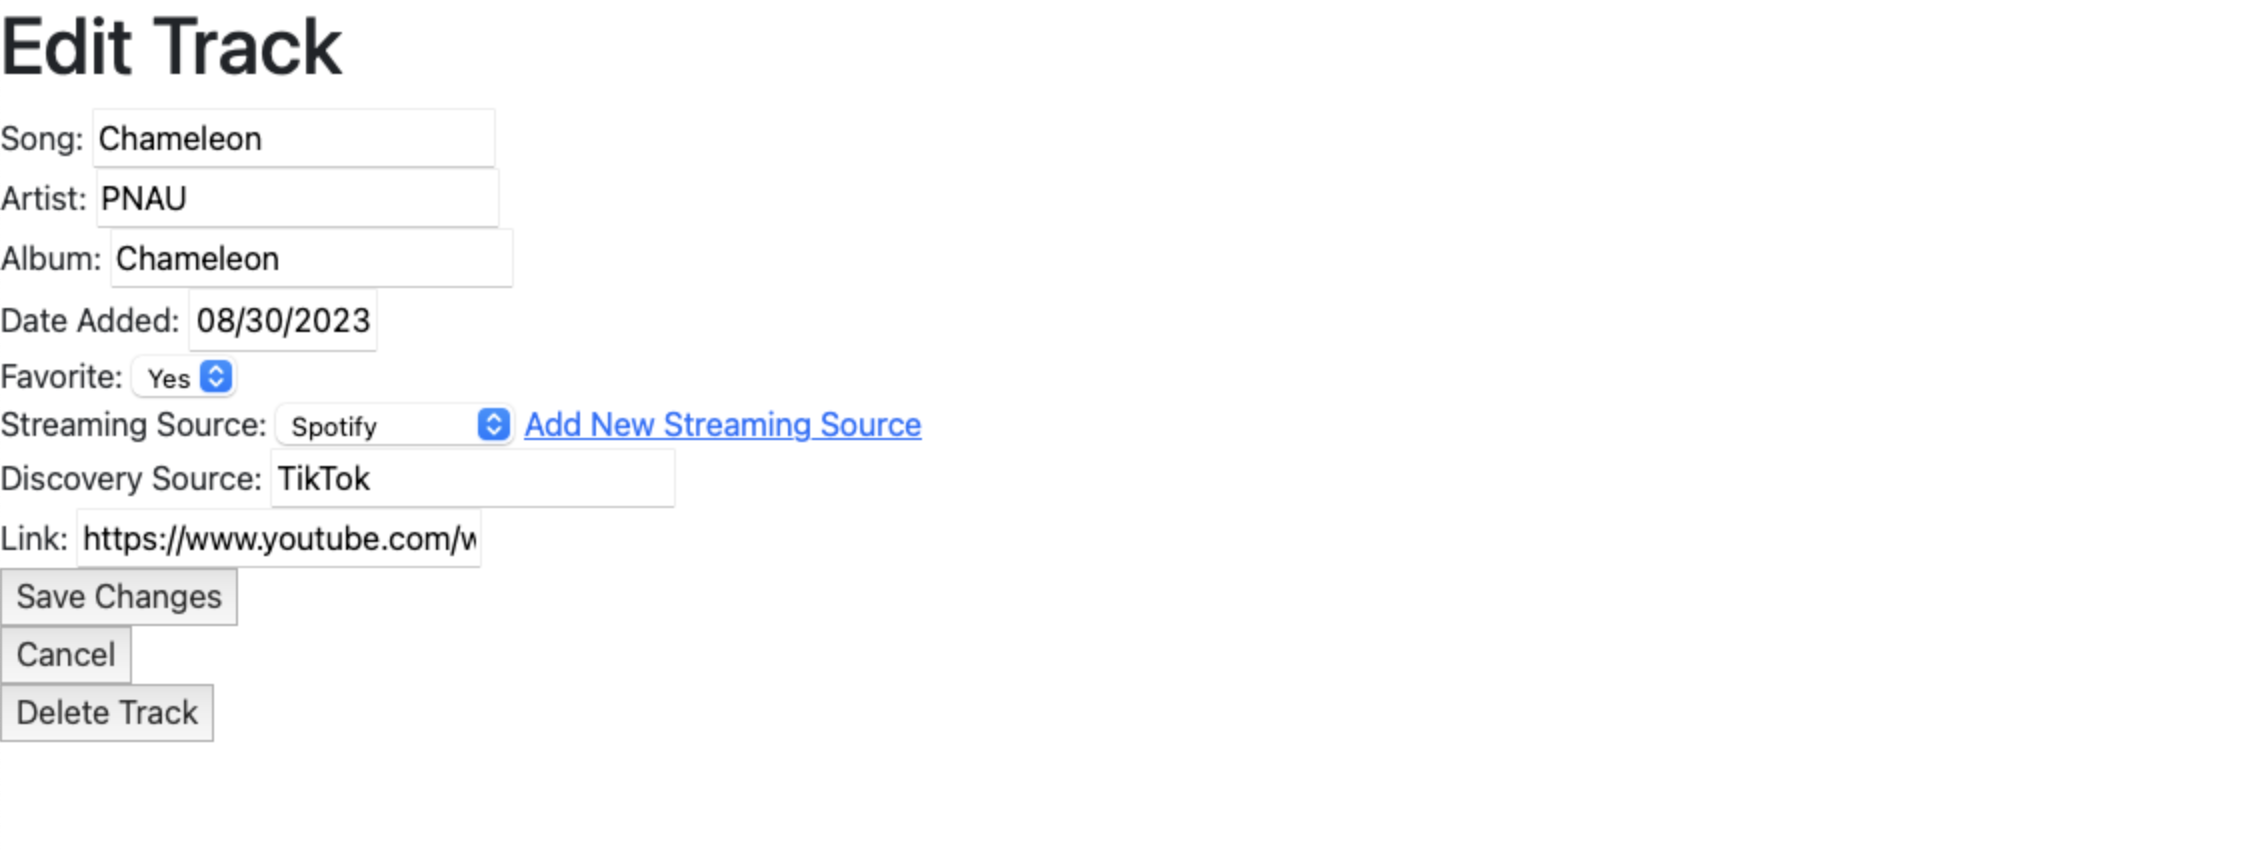 Edit Track
Song: Chameleon
Artist: PNAU
Album: Chameleon
Date Added: 08/30/2023
Favorite: Yes
Streaming Source: Spotify Add New Streaming Source
Discovery Source: TikTok
Link: https://www.youtube.com/w
Save Changes
Cancel
Delete Track